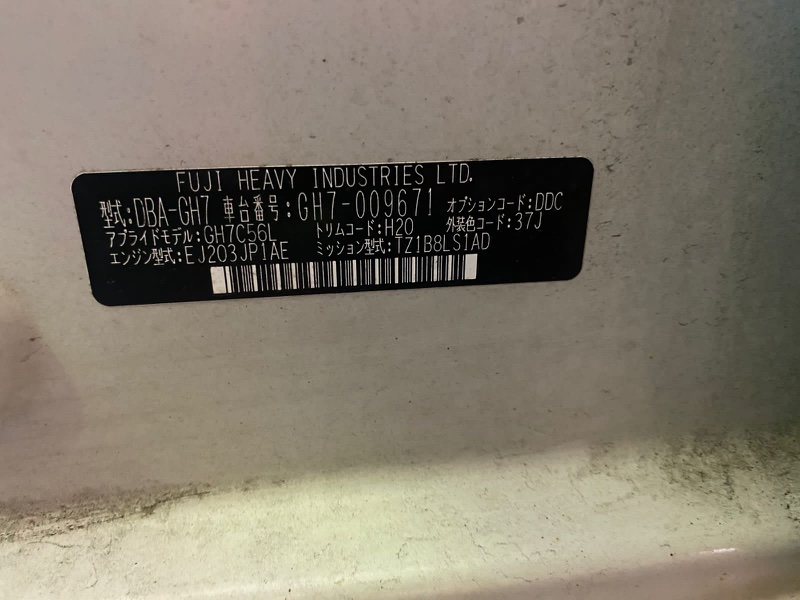 FUJI HEAVY INDUSTRIES LTD.
型式:DBA-GH7 車台番号:GH7-009671 オプションコード:DDC
アプライドモデル:GH7C56L トリムコード:H20 外装色コード:37J
エンジン型式:EJ203JP1AE ミッション型式:TZ1B8LS1AD